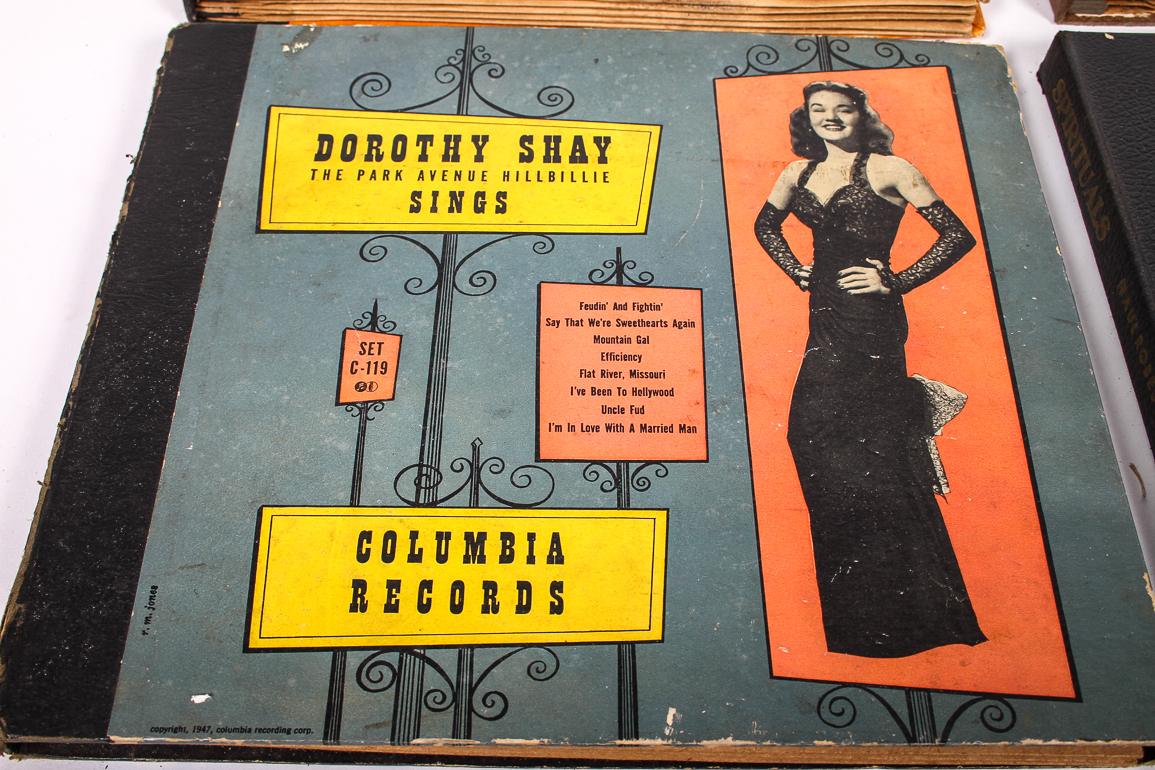 DOROTHY SHAY
THE PARK AVENUE HILLBILLIE
SINGS
SET
C-119
Feudin' And Fightin'
Say That We're Sweethearts Again
Mountain Gal
Efficiency
Flat River, Missouri
I've Been To Hollywood
Uncle Fud
I'm In Love With A Married Man
COLUMBIA
RECORDS
r. m. jones
copyright, 1947, columbia recording corp.
SPIRITUALS